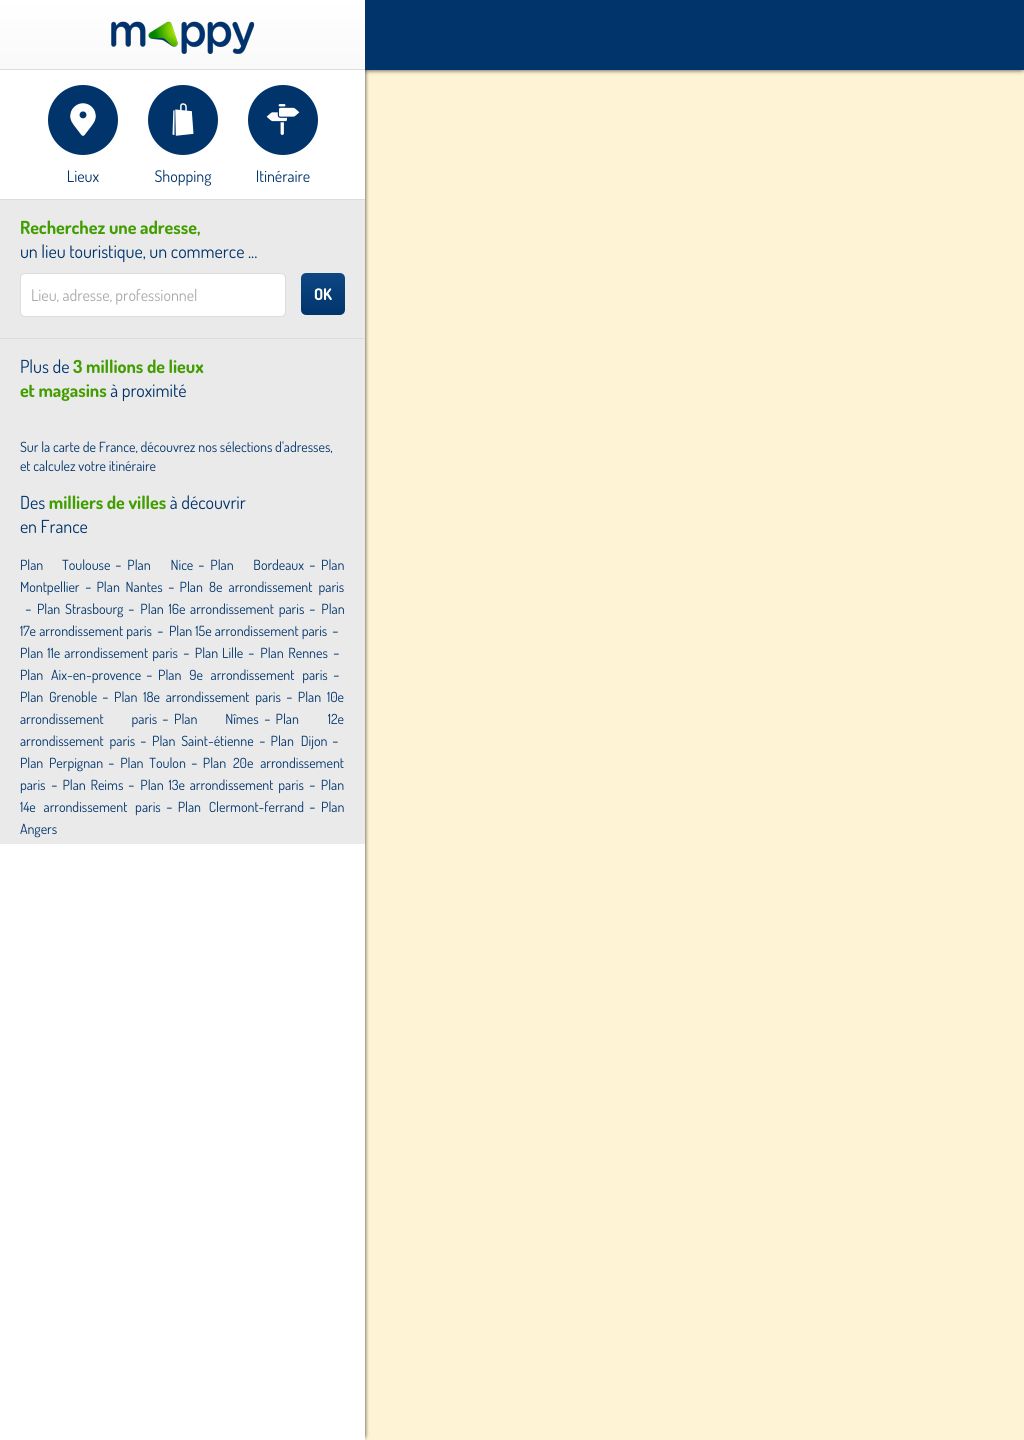 mappy
Lieux
Shopping
Itinéraire
Recherchez une adresse,
un lieu touristique, un commerce ...
Lieu, adresse, professionnel
OK
Plus de 3 millions de lieux
et magasins à proximité
Sur la carte de France, découvrez nos sélections d'adresses,
et calculez votre itinéraire
Des milliers de villes à découvrir
en France
Plan Toulouse – Plan Nice – Plan Bordeaux – Plan
Montpellier – Plan Nantes – Plan 8e arrondissement paris
– Plan Strasbourg – Plan 16e arrondissement paris – Plan
17e arrondissement paris – Plan 15e arrondissement paris –
Plan 11e arrondissement paris – Plan Lille – Plan Rennes –
Plan Aix-en-provence – Plan 9e arrondissement paris –
Plan Grenoble – Plan 18e arrondissement paris – Plan 10e
arrondissement paris – Plan Nîmes – Plan 12e
arrondissement paris – Plan Saint-étienne – Plan Dijon –
Plan Perpignan – Plan Toulon – Plan 20e arrondissement
paris – Plan Reims – Plan 13e arrondissement paris – Plan
14e arrondissement paris – Plan Clermont-ferrand – Plan
Angers